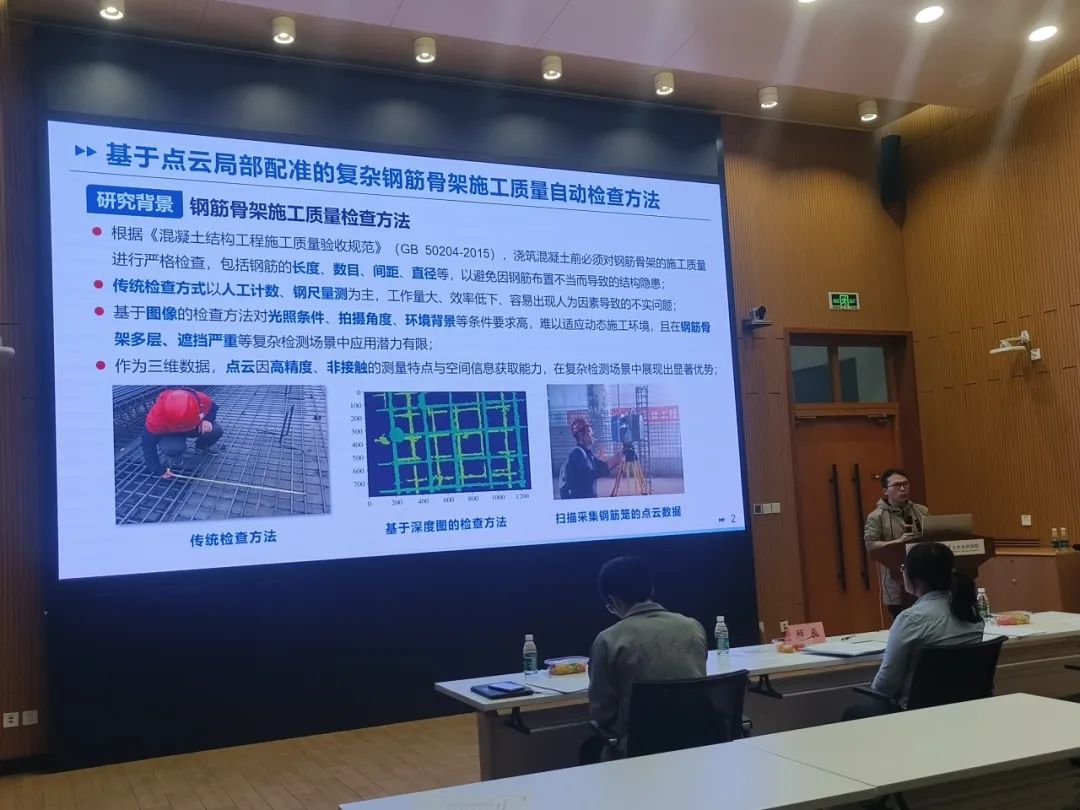 基于点云局部配准的复杂钢筋骨架施工质量自动检查方法
研究背景 钢筋骨架施工质量检查方法
根据《混凝土结构工程施工质量验收规范》（GB 50204-2015），浇筑混凝土前必须对钢筋骨架的施工质量
进行严格检查，包括钢筋的长度、数目、间距、直径等，以避免因钢筋布置不当而导致的结构隐患；
传统检查方式以人工计数、钢尺量测为主，工作量大、效率低下、容易出现人为因素导致的不实问题；
基于图像的检查方法对光照条件、拍摄角度、环境背景等条件要求高，难以适应动态施工环境，且在钢筋骨
架多层、遮挡严重等复杂检测场景中应用潜力有限；
作为三维数据，点云因高精度、非接触的测量特点与空间信息获取能力，在复杂检测场景中展现出显著优势；
0
100
200
300
400
500
600
700
0 200 400 600 800 1000 1200
传统检查方法
基于深度图的检查方法
扫描采集钢筋笼的点云数据
2